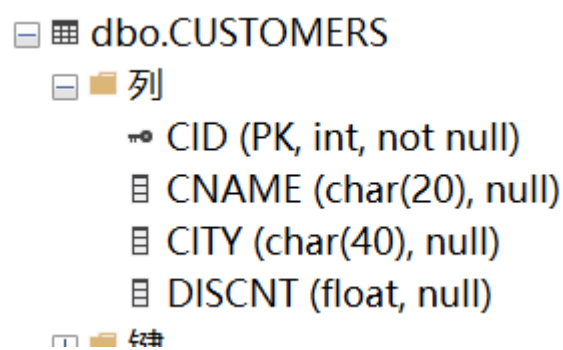 dbo.CUSTOMERS
列
CID (PK, int, not null)
CNAME (char(20), null)
CITY (char(40), null)
DISCNT (float, null)
键